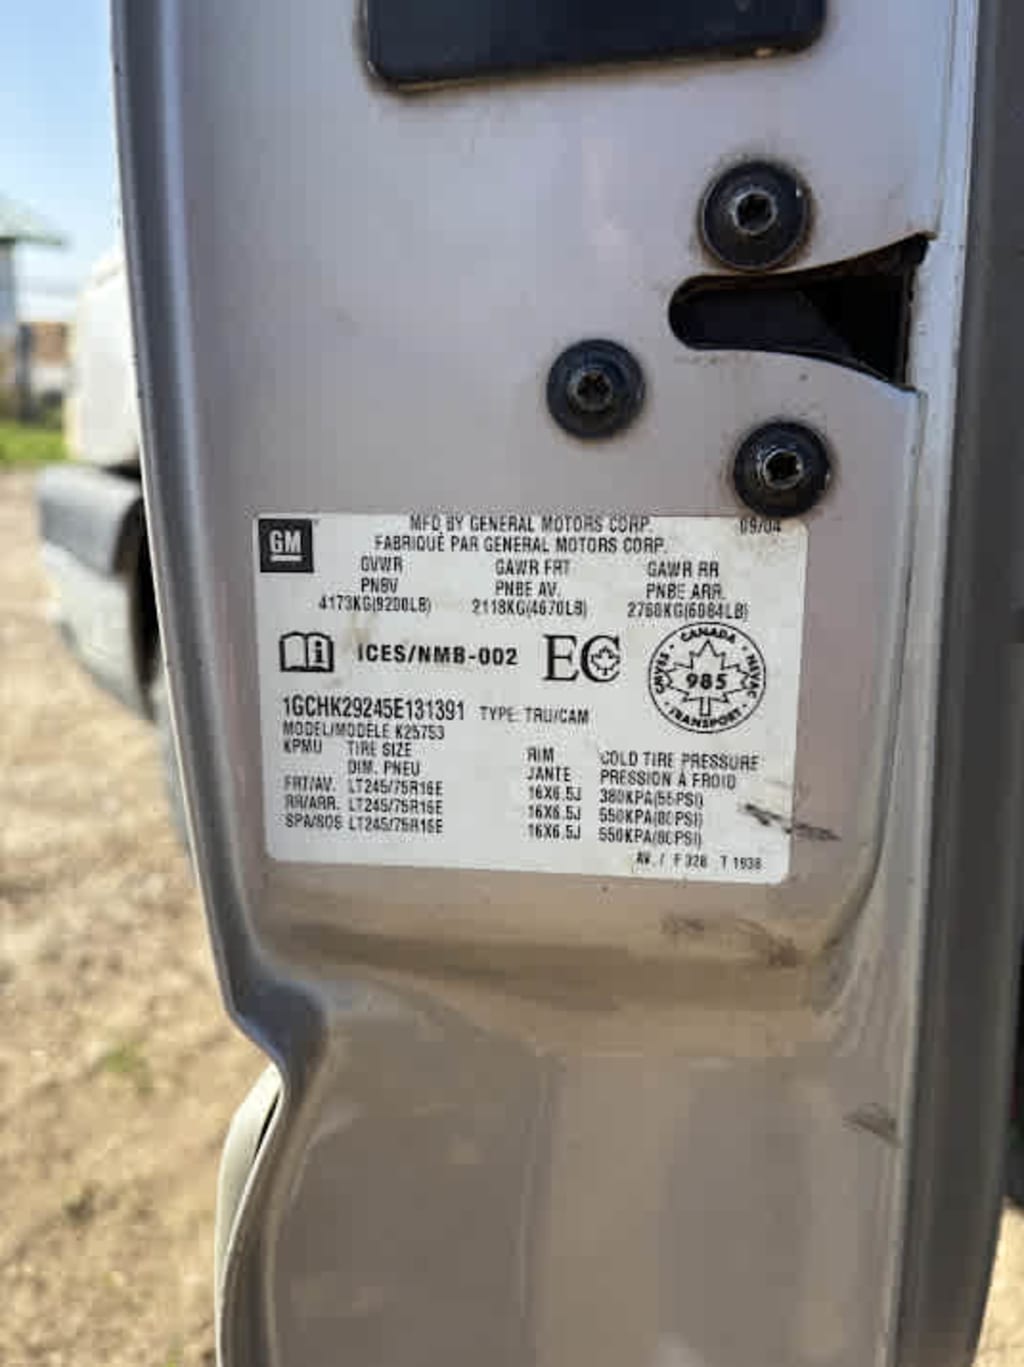 GM
MFD BY GENERAL MOTORS CORP. 09/04
FABRIQUÉ PAR GENERAL MOTORS CORP.
GVWR GAWR FRT GAWR RR
PNBV PNBE AV. PNBE ARR.
4173KG(9200LB) 2118KG(4670LB) 2760KG(6084LB)
ICES/NMB-002 EC
CANADA
985
TRANSPORT
1GCHK29245E131391 TYPE: TRU/CAM
MODEL/MODÈLE K25753
KPMU TIRE SIZE RIM COLD TIRE PRESSURE
DIM. PNEU JANTE PRESSION À FROID
FRT/AV. LT245/75R16E 16X6.5J 380KPA(55PSI)
RR/ARR. LT245/75R16E 16X6.5J 550KPA(80PSI)
SPA/SOS LT245/75R16E 16X6.5J 550KPA(80PSI)
AV. / F 328 T 1938